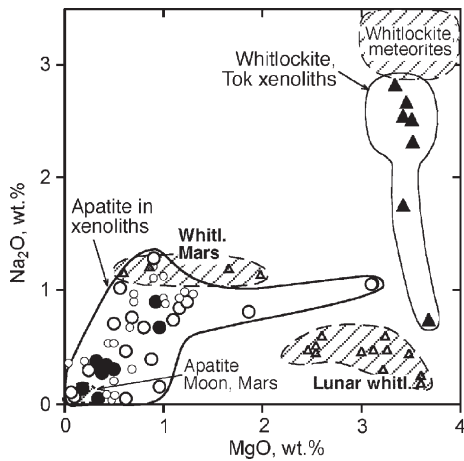 Whitlockite,
meteorites
Whitlockite,
Tok xenoliths
Apatite in
xenoliths
Whitl.
Mars
Apatite
Moon, Mars
Lunar whitl.
Na2O, wt.%
3
2
1
0
0 1 2 3 4
MgO, wt.%